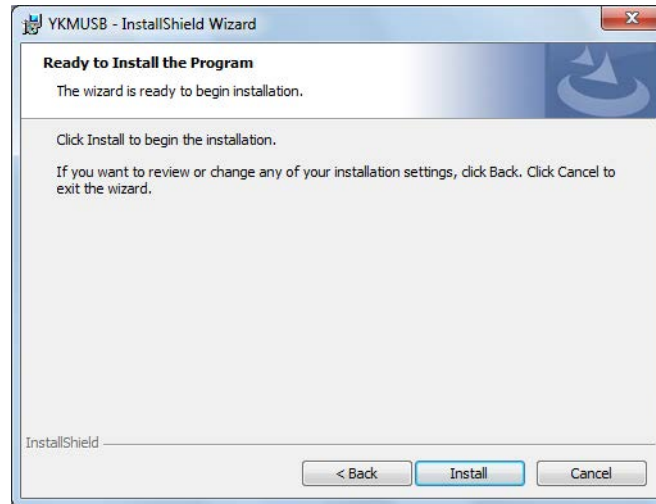 YKMUSB - InstallShield Wizard
Ready to Install the Program
The wizard is ready to begin installation.
Click Install to begin the installation.
If you want to review or change any of your installation settings, click Back. Click Cancel to
exit the wizard.
InstallShield
< Back Install Cancel